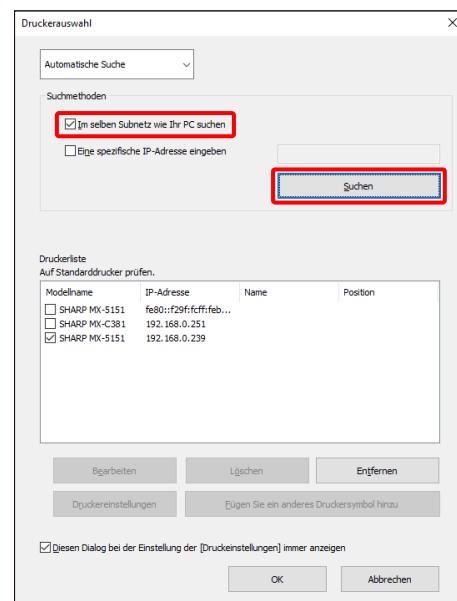 Druckerauswahl
Automatische Suche
Suchmethoden
Im selben Subnetz wie Ihr PC suchen
Eine spezifische IP-Adresse eingeben
Suchen
Druckerliste
Auf Standarddrucker prüfen.
Modellname IP-Adresse Name Position
SHARP MX-5151 fe80::f29f:fcff:feb...
SHARP MX-C381 192.168.0.251
SHARP MX-5151 192.168.0.239
Bearbeiten Löschen Entfernen
Druckereinstellungen Fügen Sie ein anderes Druckersymbol hinzu
Diesen Dialog bei der Einstellung der [Druckeinstellungen] immer anzeigen
OK Abbrechen